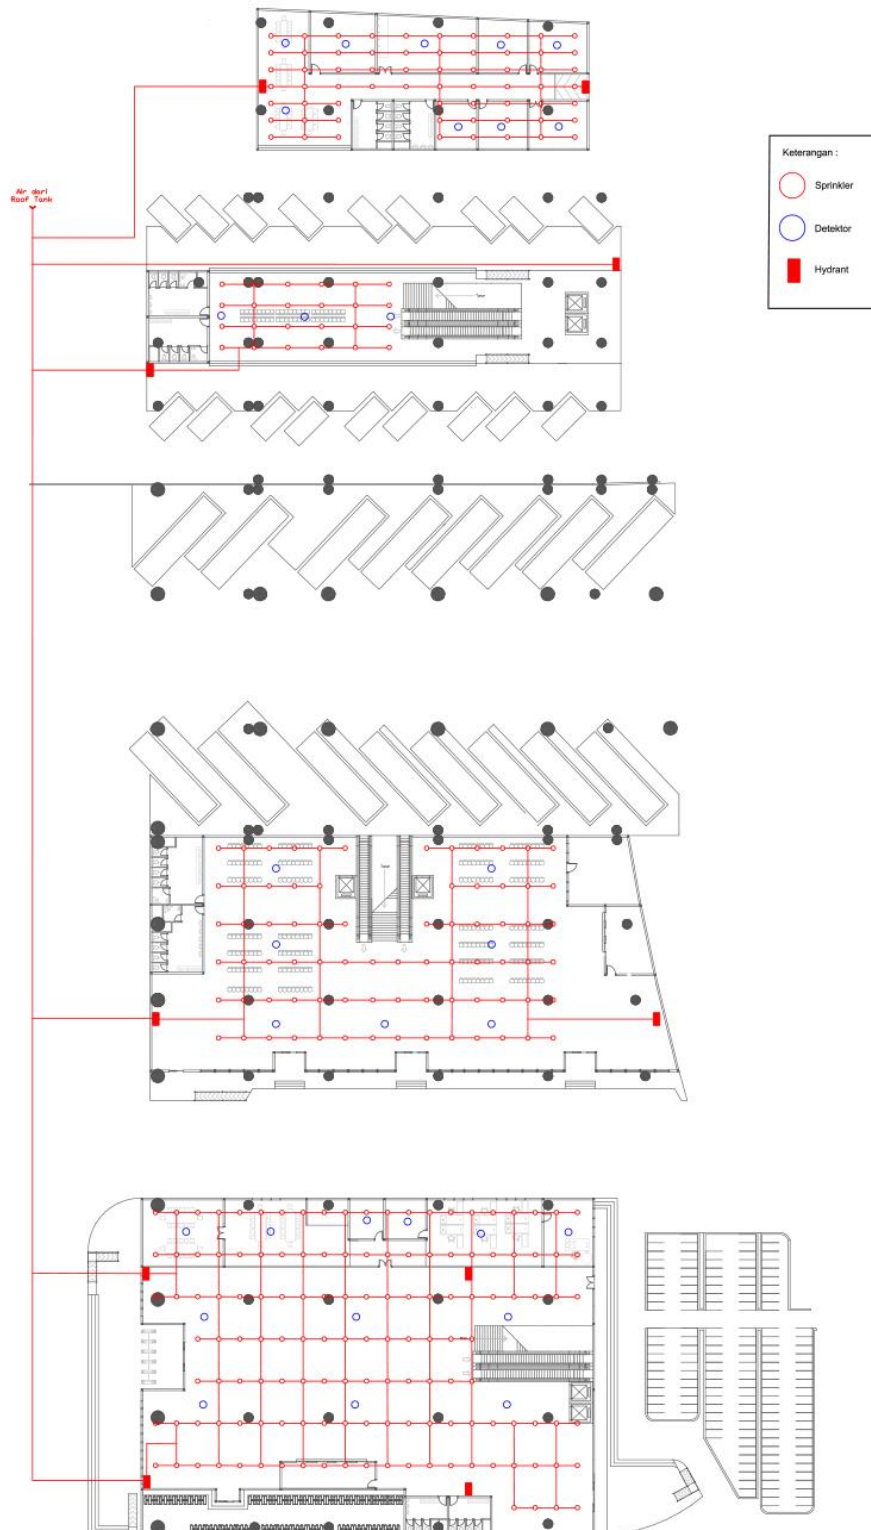 Air dari
Roof Tank
Keterangan :
Sprinkler
Detektor
Hydrant